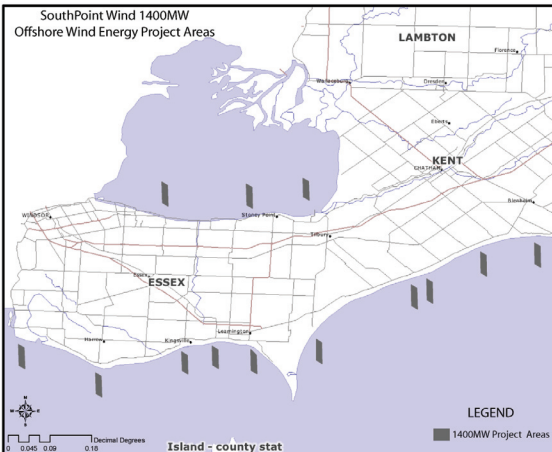 SouthPoint Wind 1400MW
Offshore Wind Energy Project Areas
LAMBTON
Florence
Wallaceburg
Dresden
Eberts
KENT
CHATHAM
Blenheim
WINDSOR
Stoney Point
Tilbury
Essex
ESSEX
Leamington
Harrow
Kingsville
N
W
E
S
LEGEND
1400MW Project Areas
0 0.045 0.09 0.18 Decimal Degrees
Island - county stat